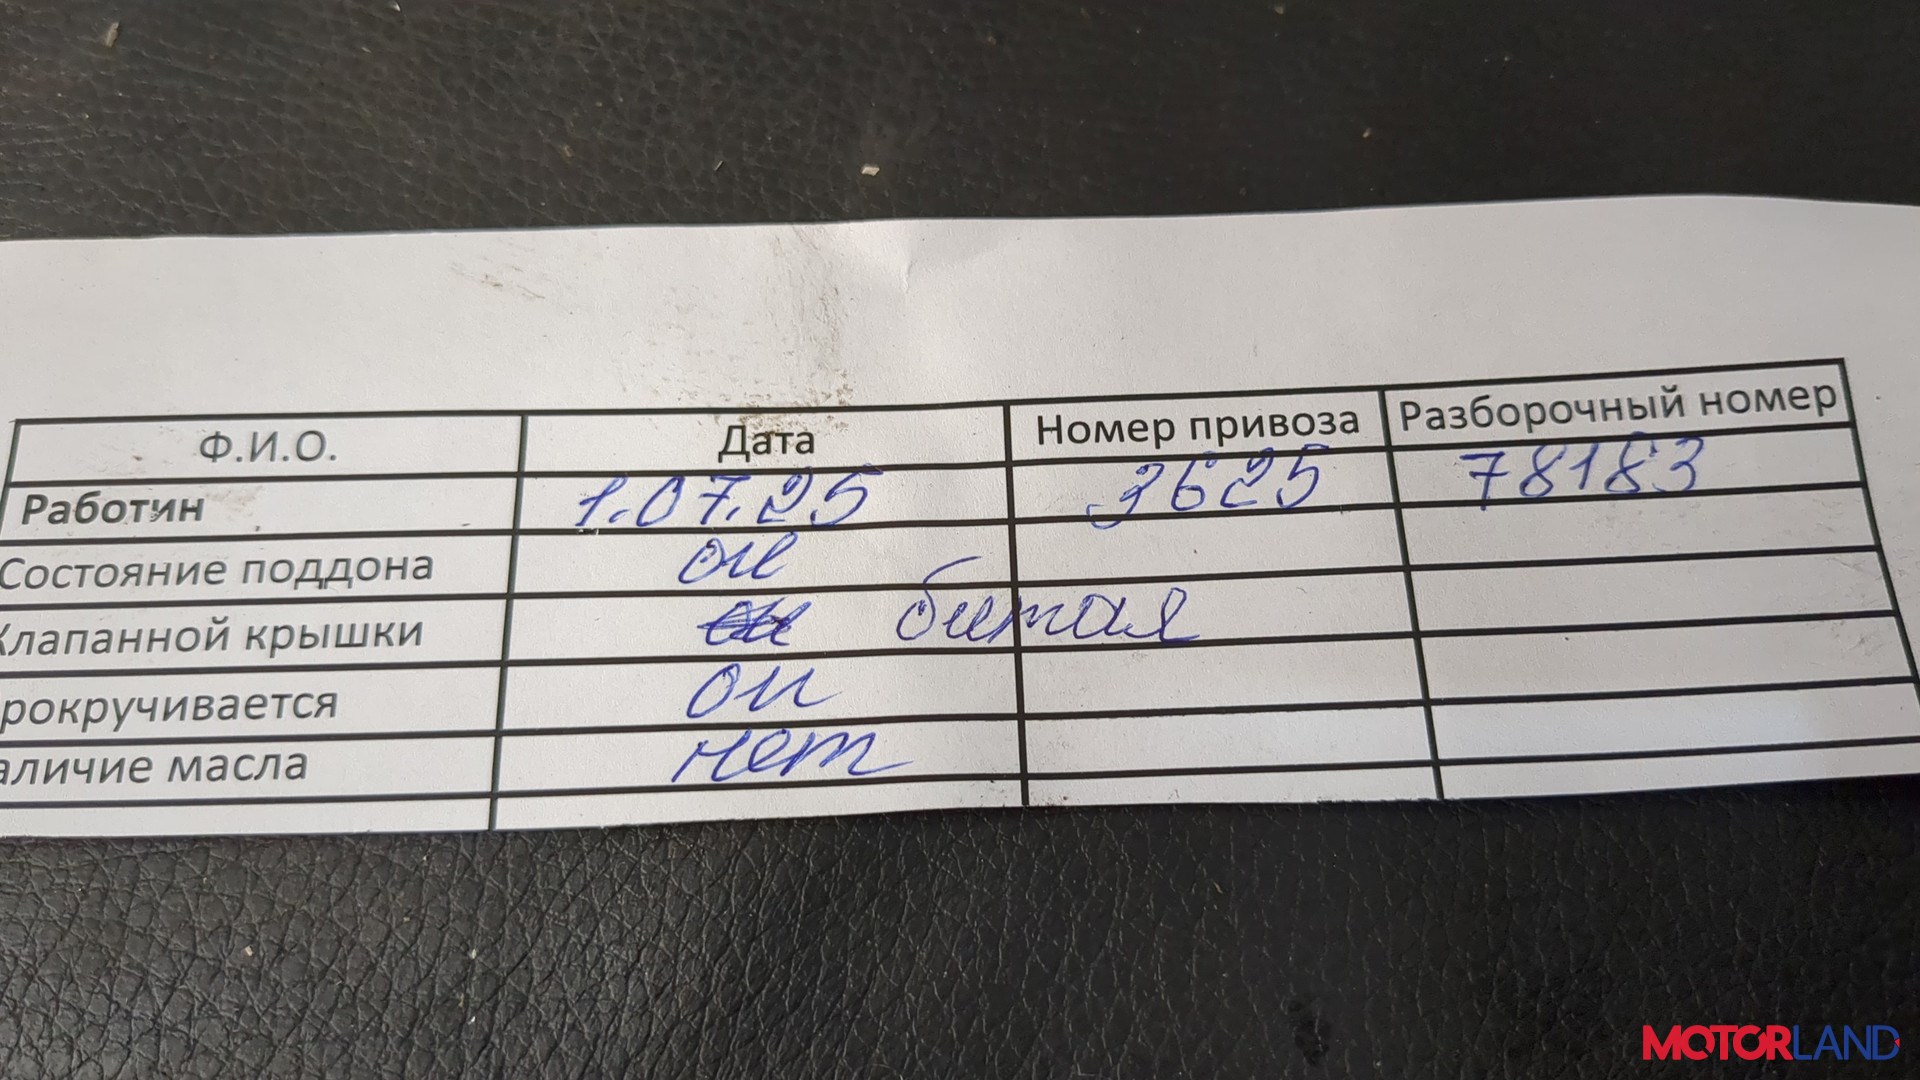 Ф.И.О. Дата Номер привоза Разборочный номер
Работин 1.07.25 3625 78183
Состояние поддона ок
Клапанной крышки битая
рокручивается ок
аличие масла нет
MOTORLAND